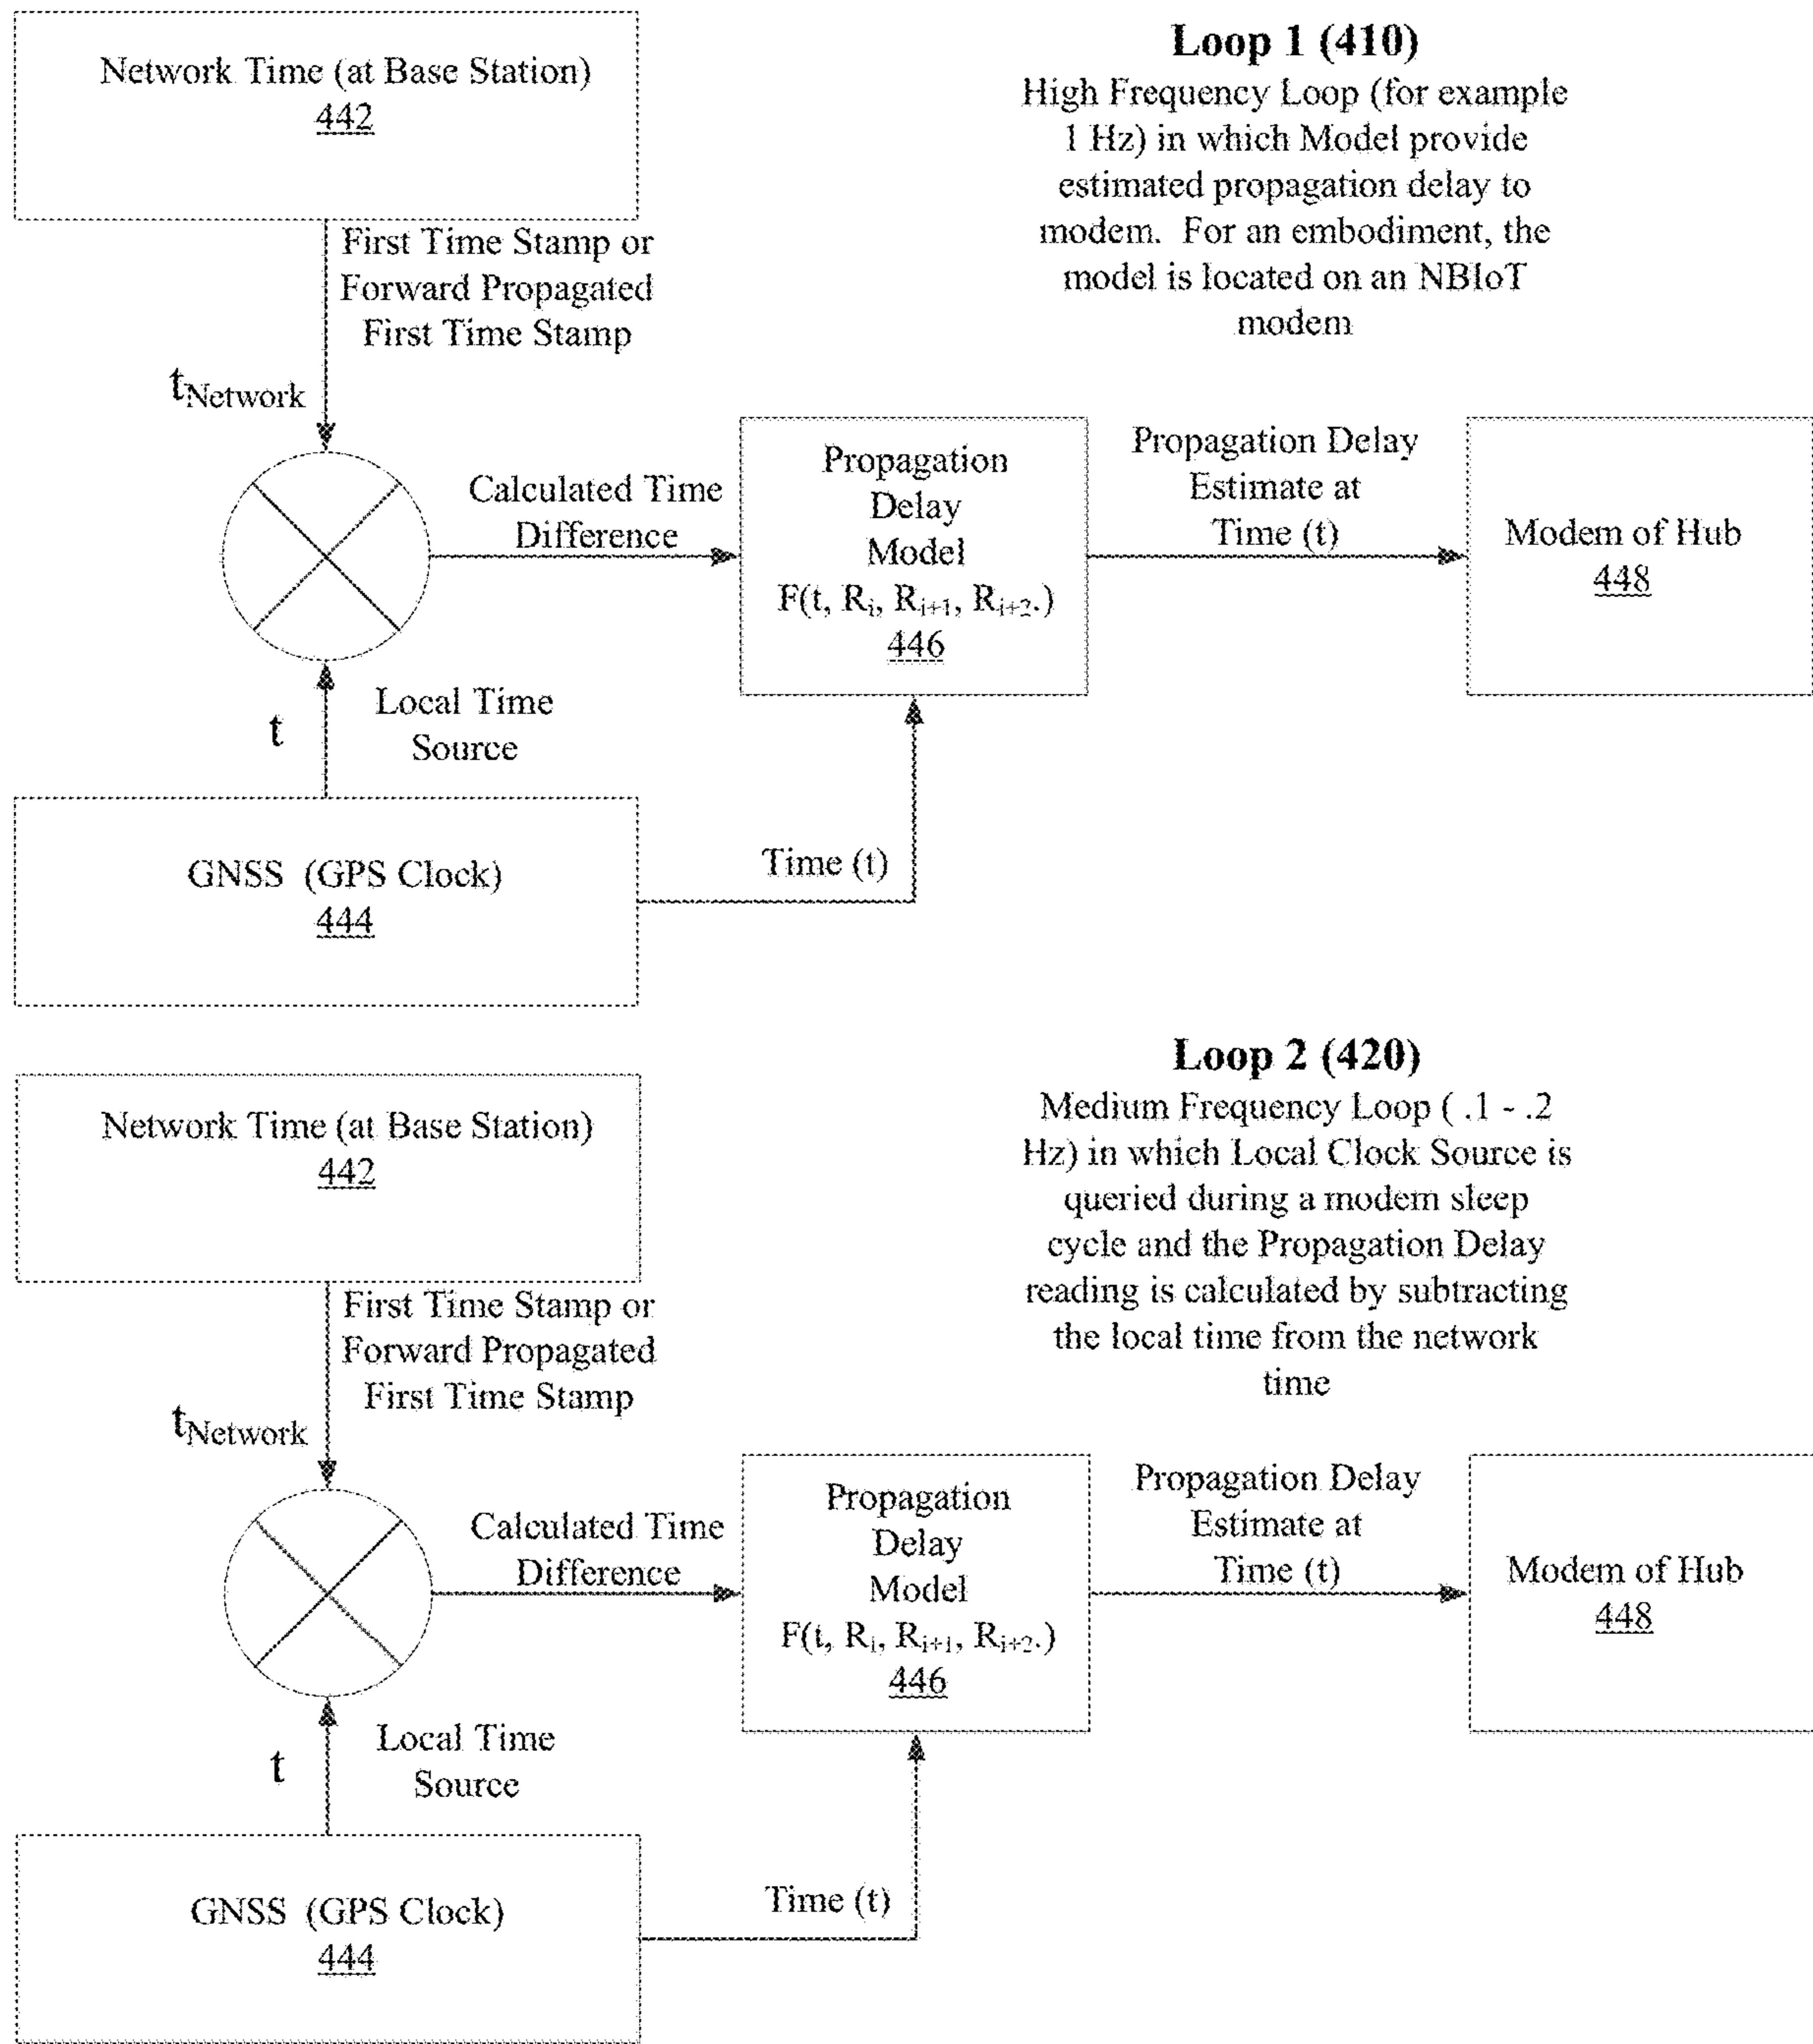 Network Time (at Base Station)
442
Loop 1 (410)
High Frequency Loop (for example
1 Hz) in which Model provide
estimated propagation delay to
modem. For an embodiment, the
model is located on an NBIoT
modem
First Time Stamp or
Forward Propagated
First Time Stamp
tNetwork
Calculated Time
Difference
Propagation
Delay
Model
F(t, Ri, Ri+1, Ri+2.)
446
Propagation Delay
Estimate at
Time (t)
Modem of Hub
448
t
Local Time
Source
GNSS (GPS Clock)
444
Time (t)
Network Time (at Base Station)
442
Loop 2 (420)
Medium Frequency Loop ( .1 - .2
Hz) in which Local Clock Source is
queried during a modem sleep
cycle and the Propagation Delay
reading is calculated by subtracting
the local time from the network
time
First Time Stamp or
Forward Propagated
First Time Stamp
tNetwork
Calculated Time
Difference
Propagation
Delay
Model
F(t, Ri, Ri+1, Ri+2.)
446
Propagation Delay
Estimate at
Time (t)
Modem of Hub
448
t
Local Time
Source
GNSS (GPS Clock)
444
Time (t)